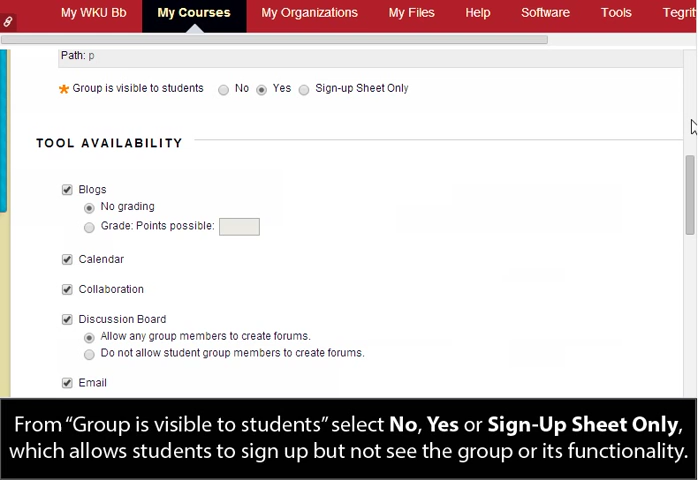 My WKU Bb My Courses My Organizations My Files Help Software Tools Tegrit
Path: p
Group is visible to students No Yes Sign-up Sheet Only
TOOL AVAILABILITY
Blogs
No grading
Grade: Points possible:
Calendar
Collaboration
Discussion Board
Allow any group members to create forums.
Do not allow student group members to create forums.
Email
From “Group is visible to students” select No, Yes or Sign-Up Sheet Only,
which allows students to sign up but not see the group or its functionality.